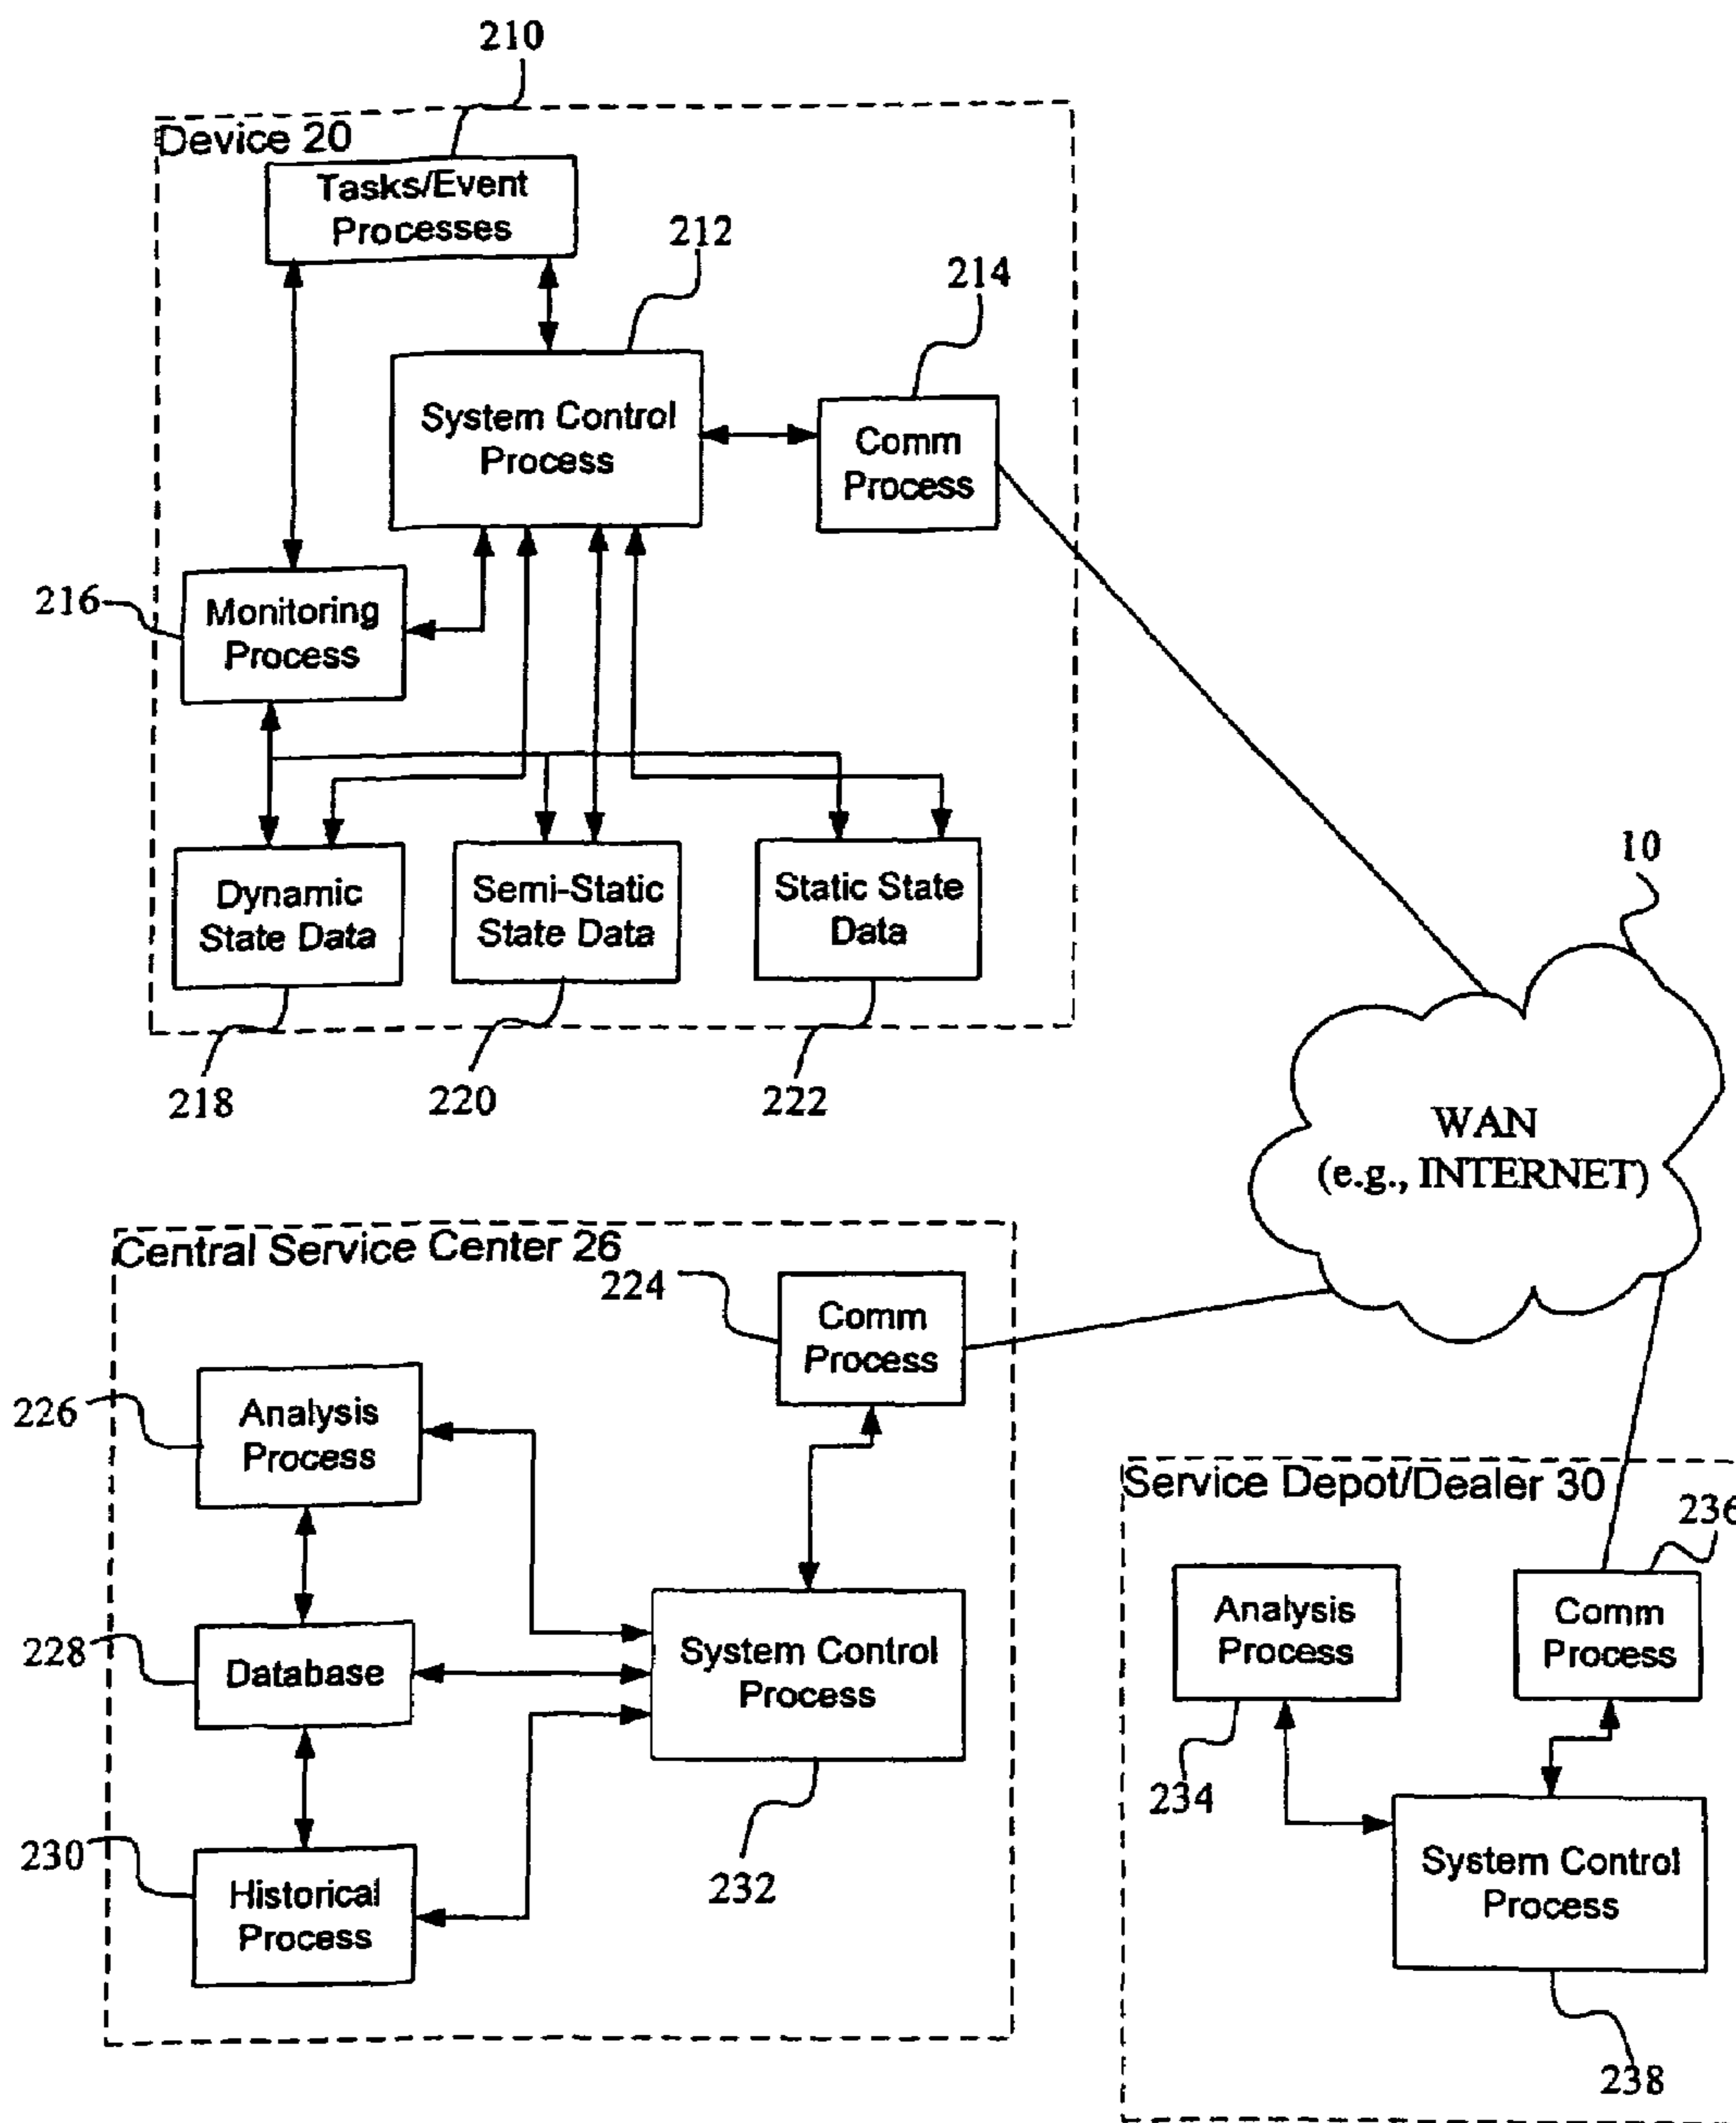 210
Device 20
Tasks/Event
Processes
212
214
System Control
Process
Comm
Process
216
Monitoring
Process
Dynamic
State Data
Semi-Static
State Data
Static State
Data
218
220
222
10
WAN
(e.g., INTERNET)
Central Service Center 26
224
Comm
Process
226
Analysis
Process
228
Database
System Control
Process
230
Historical
Process
232
Service Depot/Dealer 30
236
Analysis
Process
Comm
Process
234
System Control
Process
238